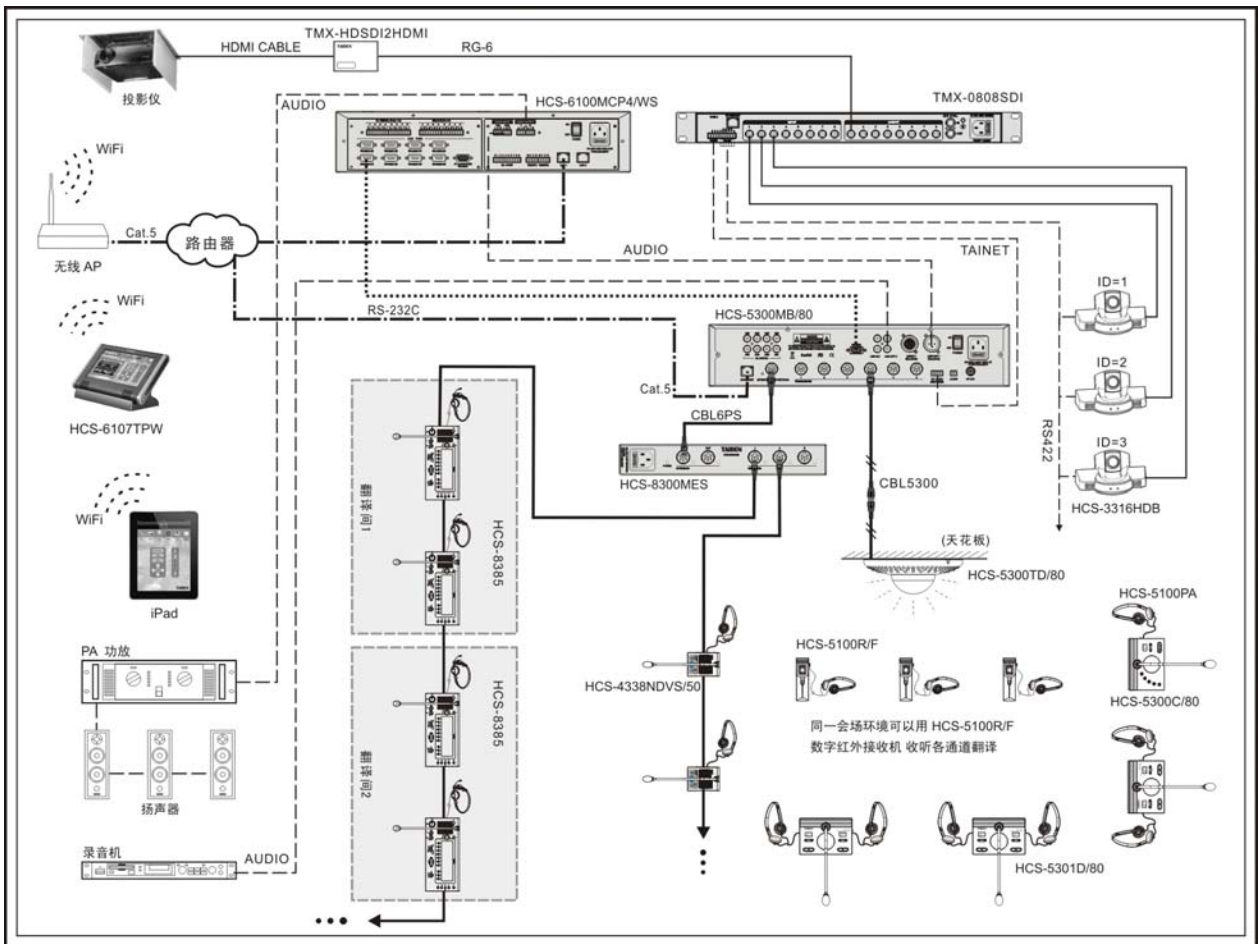 TMX-HDSDI2HDMI
HDMI CABLE
RG-6
投影仪
AUDIO
HCS-6100MCP4/WS
TMX-0808SDI
WiFi
Cat.5
路由器
无线 AP
AUDIO
TAINET
WiFi
RS-232C
HCS-5300MB/80
ID=1
Cat.5
ID=2
HCS-6107TPW
CBL6PS
TAIDEN
HCS-8300MES
RS422
ID=3
HCS-3316HDB
CBL5300
翻译间1
HCS-8385
WiFi
(天花板)
HCS-5300TD/80
iPad
HCS-5100PA
PA 功放
HCS-5100R/F
HCS-4338NDVS/50
HCS-5300C/80
HCS-8385
翻译间2
同一会场环境可以用 HCS-5100R/F
数字红外接收机 收听各通道翻译
扬声器
录音机
AUDIO
HCS-5301D/80